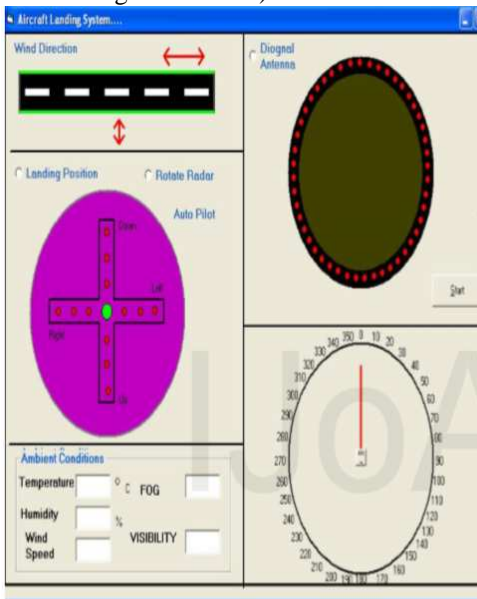 Aircraft Landing System....
Wind Direction
Diognal
Antenna
Landing Position
Rotate Radar
Auto Pilot
Down
Left
Right
Up
Start
Ambient Conditions
Temperature ° C FOG
Humidity %
Wind
Speed
VISIBILITY
0 10 20 30 40 50 60 70 80 90 100 110 120 130 140 150 160 170 180 190 200 210 220 230 240 250 260 270 280 290 300 310 320 330 340 350
IJoA